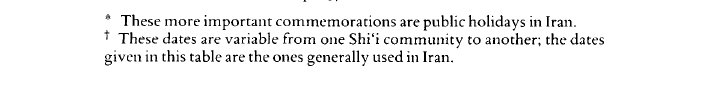 * These more important commemorations are public holidays in Iran.
† These dates are variable from one Shi‘i community to another; the dates
given in this table are the ones generally used in Iran.